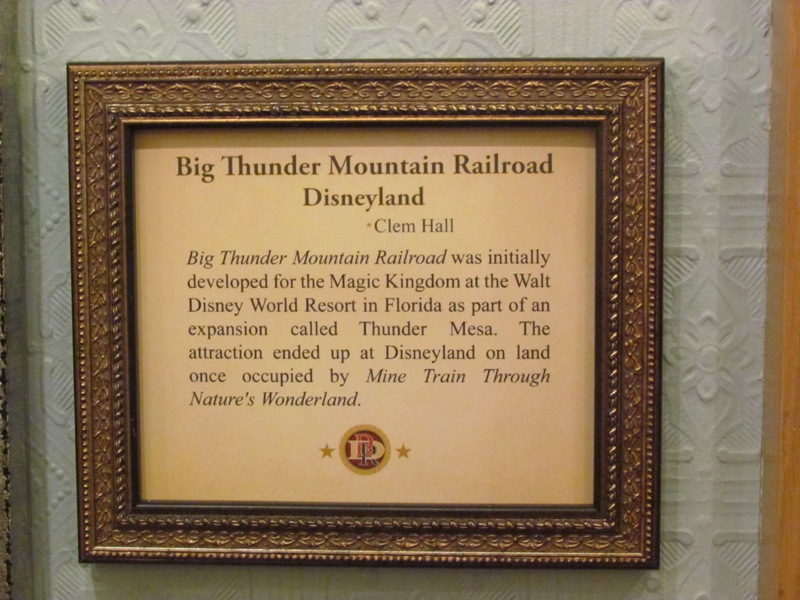 Big Thunder Mountain Railroad
Disneyland
*Clem Hall
Big Thunder Mountain Railroad was initially
developed for the Magic Kingdom at the Walt
Disney World Resort in Florida as part of an
expansion called Thunder Mesa. The
attraction ended up at Disneyland on land
once occupied by Mine Train Through
Nature's Wonderland.